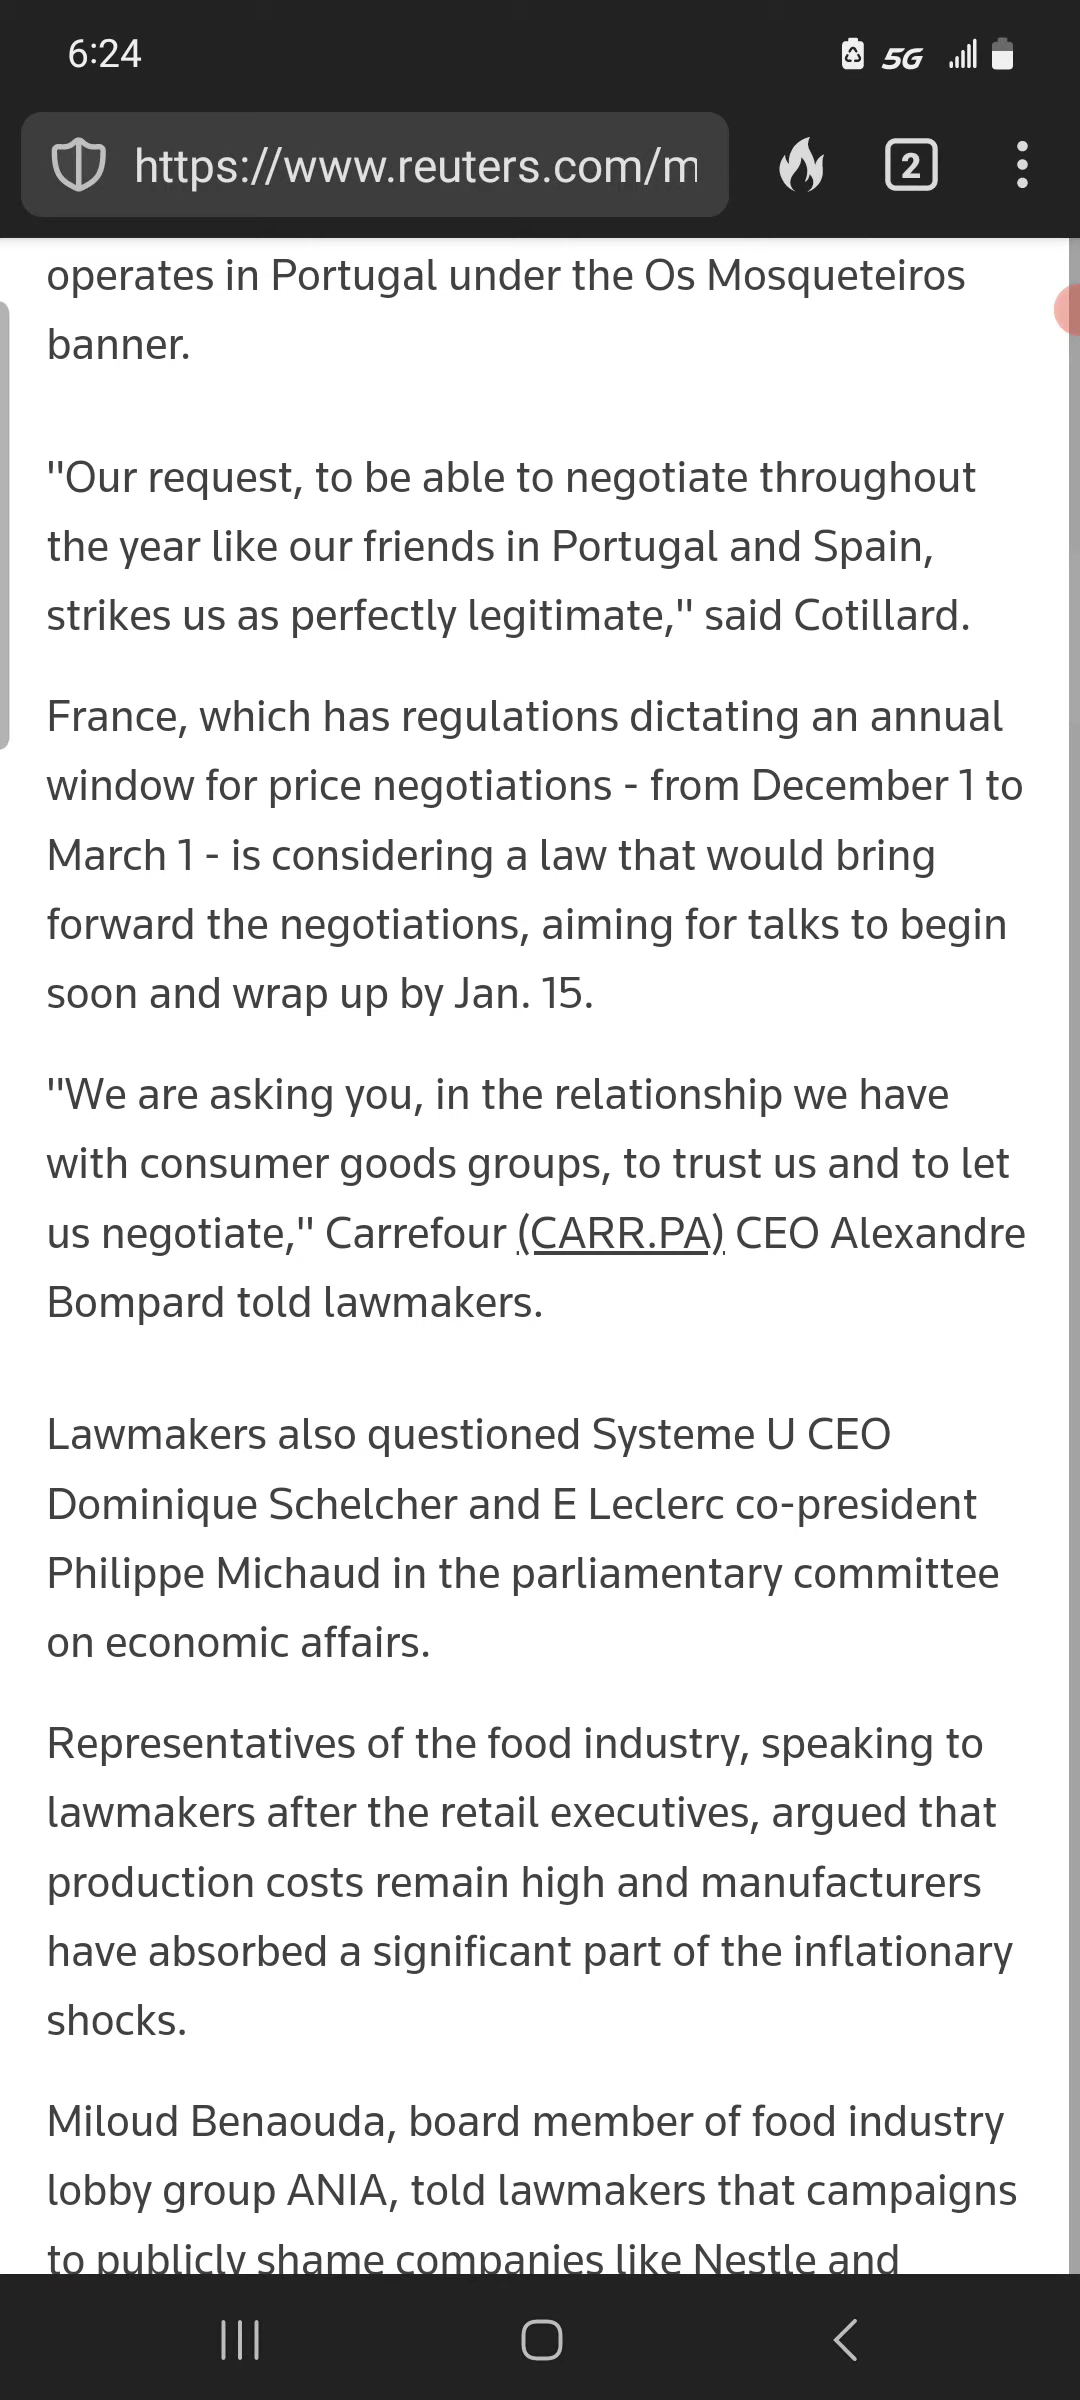 6:24
5G
https://www.reuters.com/m
2
operates in Portugal under the Os Mosqueteiros
banner.
"Our request, to be able to negotiate throughout
the year like our friends in Portugal and Spain,
strikes us as perfectly legitimate," said Cotillard.
France, which has regulations dictating an annual
window for price negotiations - from December 1 to
March 1 - is considering a law that would bring
forward the negotiations, aiming for talks to begin
soon and wrap up by Jan. 15.
"We are asking you, in the relationship we have
with consumer goods groups, to trust us and to let
us negotiate," Carrefour (CARR.PA) CEO Alexandre
Bompard told lawmakers.
Lawmakers also questioned Systeme U CEO
Dominique Schelcher and E Leclerc co-president
Philippe Michaud in the parliamentary committee
on economic affairs.
Representatives of the food industry, speaking to
lawmakers after the retail executives, argued that
production costs remain high and manufacturers
have absorbed a significant part of the inflationary
shocks.
Miloud Benaouda, board member of food industry
lobby group ANIA, told lawmakers that campaigns
to publicly shame companies like Nestle and